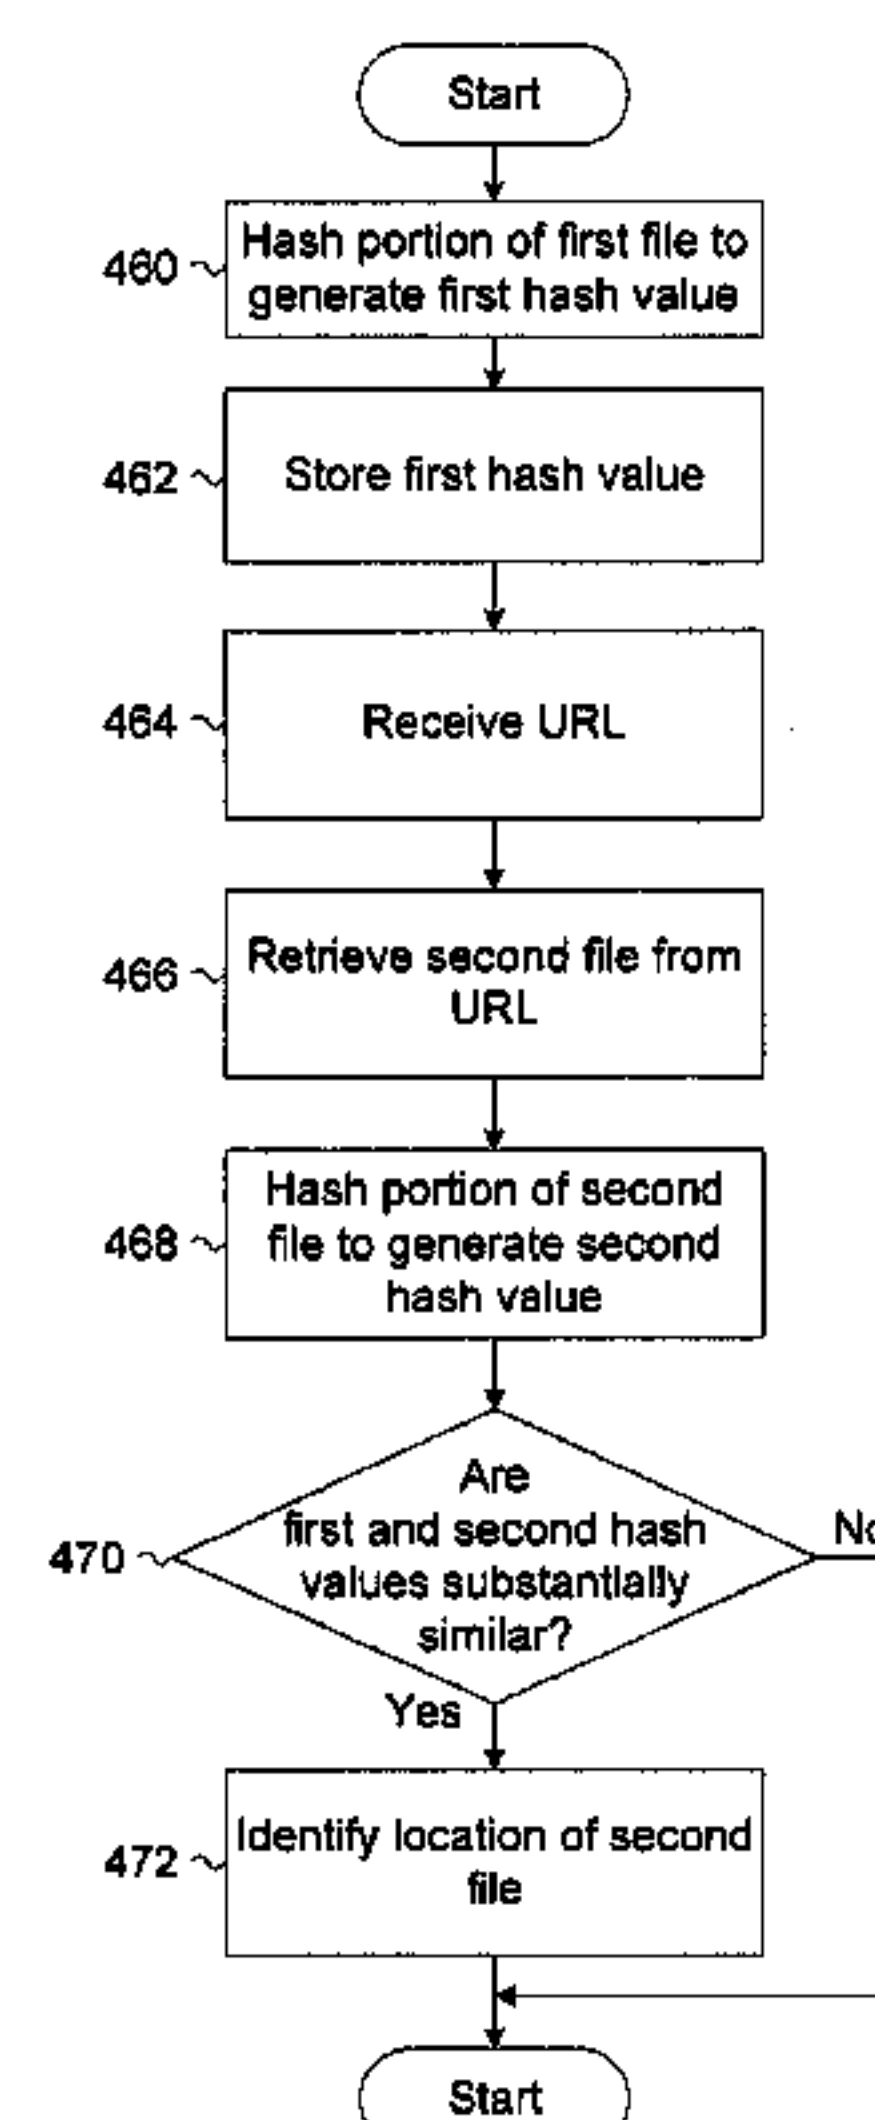 Start
460
Hash portion of first file to
generate first hash value
462
Store first hash value
464
Receive URL
466
Retrieve second file from
URL
468
Hash portion of second
file to generate second
hash value
470
Are
first and second hash
values substantially
similar?
No
Yes
472
Identify location of second
file
Start